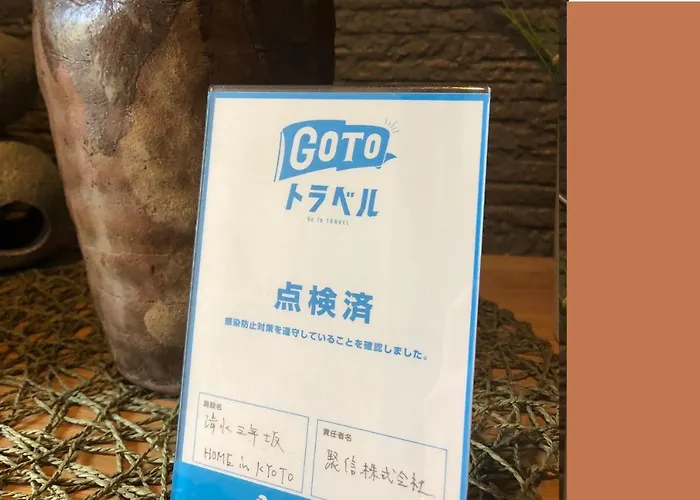 GOTO
トラベル
Go To TRAVEL
点検済
感染防止対策を遵守していることを確認しました。
施設名
清水三年坂
HOME in KYOTO
責任者名
聚信株式会社